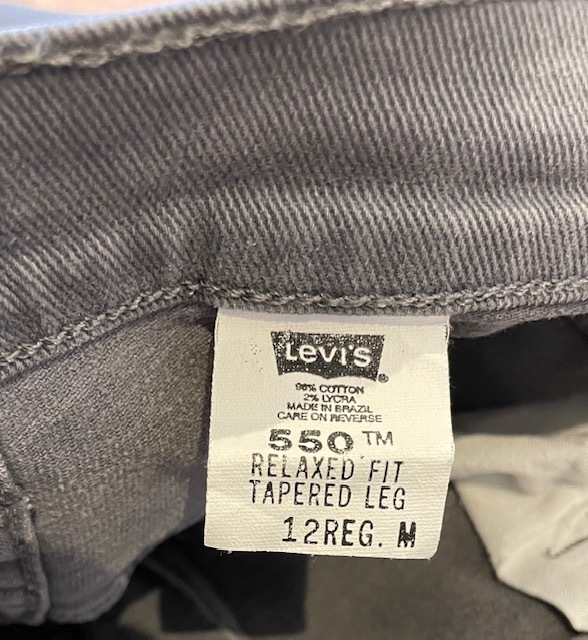 Levi's ®
98% COTTON
2% LYCRA
MADE IN BRAZIL
CARE ON REVERSE
550™
RELAXED FIT
TAPERED LEG
12REG. M